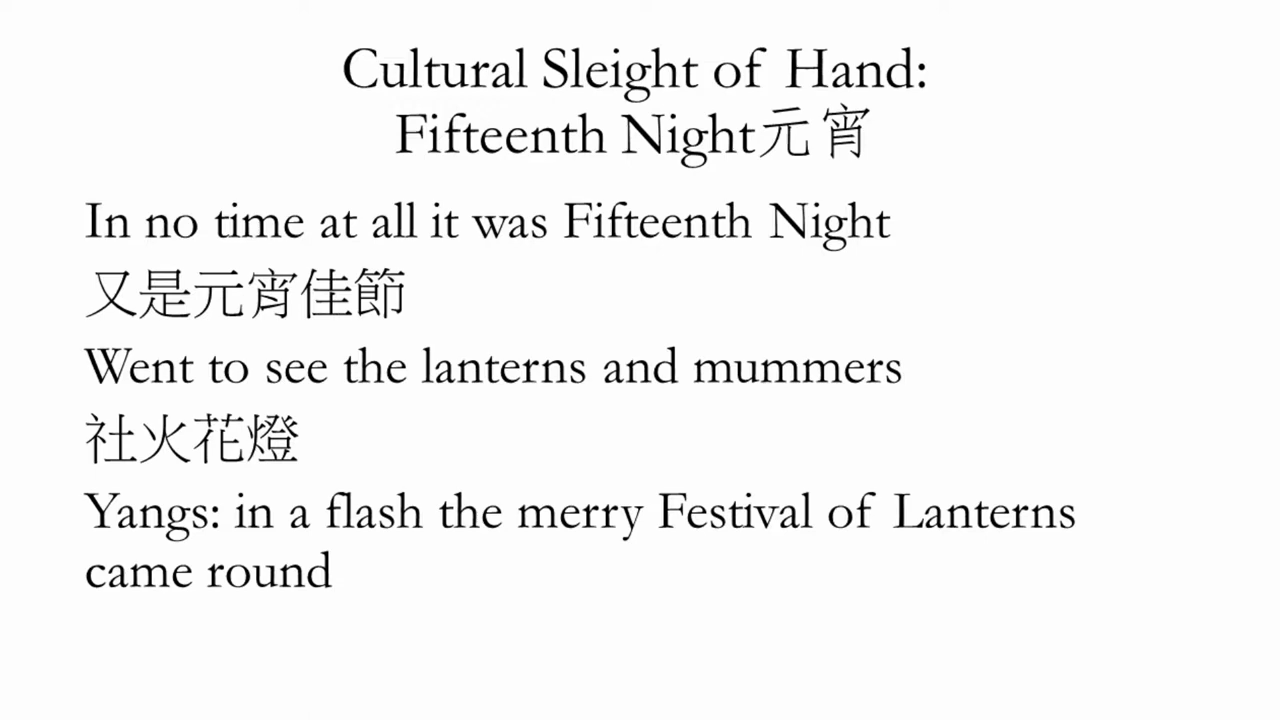 Cultural Sleight of Hand:
Fifteenth Night元宵
In no time at all it was Fifteenth Night
又是元宵佳節
Went to see the lanterns and mummers
社火花燈
Yangs: in a flash the merry Festival of Lanterns
came round